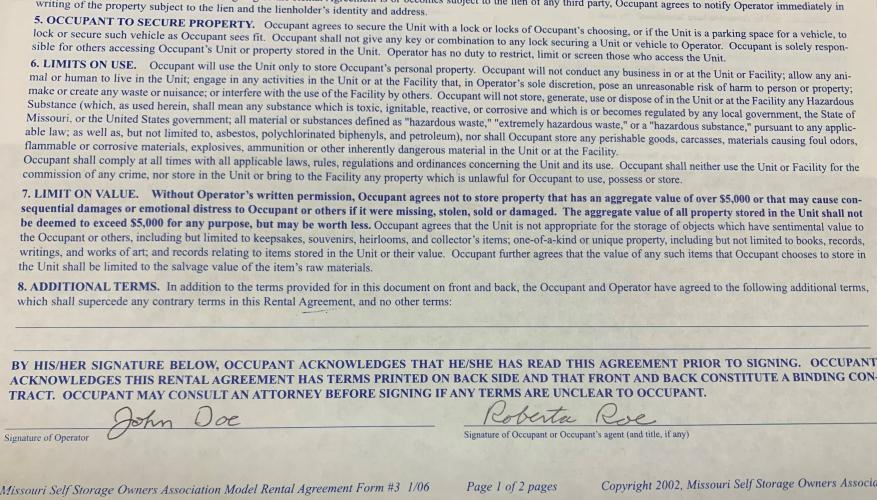 writing of the property subject to the lien and the lienholder's identity and address. subject to the lien of any third party, Occupant agrees to notify Operator immediately in
5. OCCUPANT TO SECURE PROPERTY. Occupant agrees to secure the Unit with a lock or locks of Occupant's choosing, or if the Unit is a parking space for a vehicle, to
lock or secure such vehicle as Occupant sees fit. Occupant shall not give any key or combination to any lock securing a Unit or vehicle to Operator. Occupant is solely respon-
sible for others accessing Occupant's Unit or property stored in the Unit. Operator has no duty to restrict, limit or screen those who access the Unit.
6. LIMITS ON USE. Occupant will use the Unit only to store Occupant's personal property. Occupant will not conduct any business in or at the Unit or Facility; allow any ani-
mal or human to live in the Unit; engage in any activities in the Unit or at the Facility that, in Operator's sole discretion, pose an unreasonable risk of harm to person or property;
make or create any waste or nuisance; or interfere with the use of the Facility by others. Occupant will not store, generate, use or dispose of in the Unit or at the Facility any Hazardous
Substance (which, as used herein, shall mean any substance which is toxic, ignitable, reactive, or corrosive and which is or becomes regulated by any local government, the State of
Missouri, or the United States government; all material or substances defined as "hazardous waste," "extremely hazardous waste," or a "hazardous substance," pursuant to any applic-
able law; as well as, but not limited to, asbestos, polychlorinated biphenyls, and petroleum), nor shall Occupant store any perishable goods, carcasses, materials causing foul odors,
flammable or corrosive materials, explosives, ammunition or other inherently dangerous material in the Unit or at the Facility.
Occupant shall comply at all times with all applicable laws, rules, regulations and ordinances concerning the Unit and its use. Occupant shall neither use the Unit or Facility for the
commission of any crime, nor store in the Unit or bring to the Facility any property which is unlawful for Occupant to use, possess or store.
7. LIMIT ON VALUE. Without Operator's written permission, Occupant agrees not to store property that has an aggregate value of over $5,000 or that may cause con-
sequential damages or emotional distress to Occupant or others if it were missing, stolen, sold or damaged. The aggregate value of all property stored in the Unit shall not
be deemed to exceed $5,000 for any purpose, but may be worth less. Occupant agrees that the Unit is not appropriate for the storage of objects which have sentimental value to
the Occupant or others, including but limited to keepsakes, souvenirs, heirlooms, and collector's items; one-of-a-kind or unique property, including but not limited to books, records,
writings, and works of art; and records relating to items stored in the Unit or their value. Occupant further agrees that the value of any such items that Occupant chooses to store in
the Unit shall be limited to the salvage value of the item's raw materials.
8. ADDITIONAL TERMS. In addition to the terms provided for in this document on front and back, the Occupant and Operator have agreed to the following additional terms,
which shall supercede any contrary terms in this Rental Agreement, and no other terms:
BY HIS/HER SIGNATURE BELOW, OCCUPANT ACKNOWLEDGES THAT HE/SHE HAS READ THIS AGREEMENT PRIOR TO SIGNING. OCCUPANT
ACKNOWLEDGES THIS RENTAL AGREEMENT HAS TERMS PRINTED ON BACK SIDE AND THAT FRONT AND BACK CONSTITUTE A BINDING CON-
TRACT. OCCUPANT MAY CONSULT AN ATTORNEY BEFORE SIGNING IF ANY TERMS ARE UNCLEAR TO OCCUPANT.
John Doe Roberta Roe
Signature of Operator Signature of Occupant or Occupant's agent (and title, if any)
Missouri Self Storage Owners Association Model Rental Agreement Form #3 1/06 Page 1 of 2 pages Copyright 2002, Missouri Self Storage Owners Associa